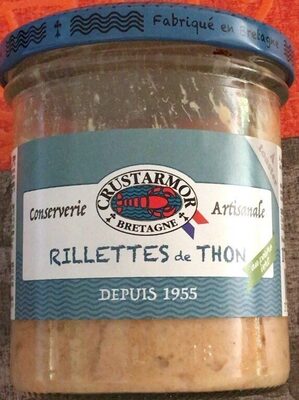 Fabriqué en Bretagne
CRUSTARMOR
BRETAGNE
Conserverie Artisanale
RILLETTES de THON
DEPUIS 1955